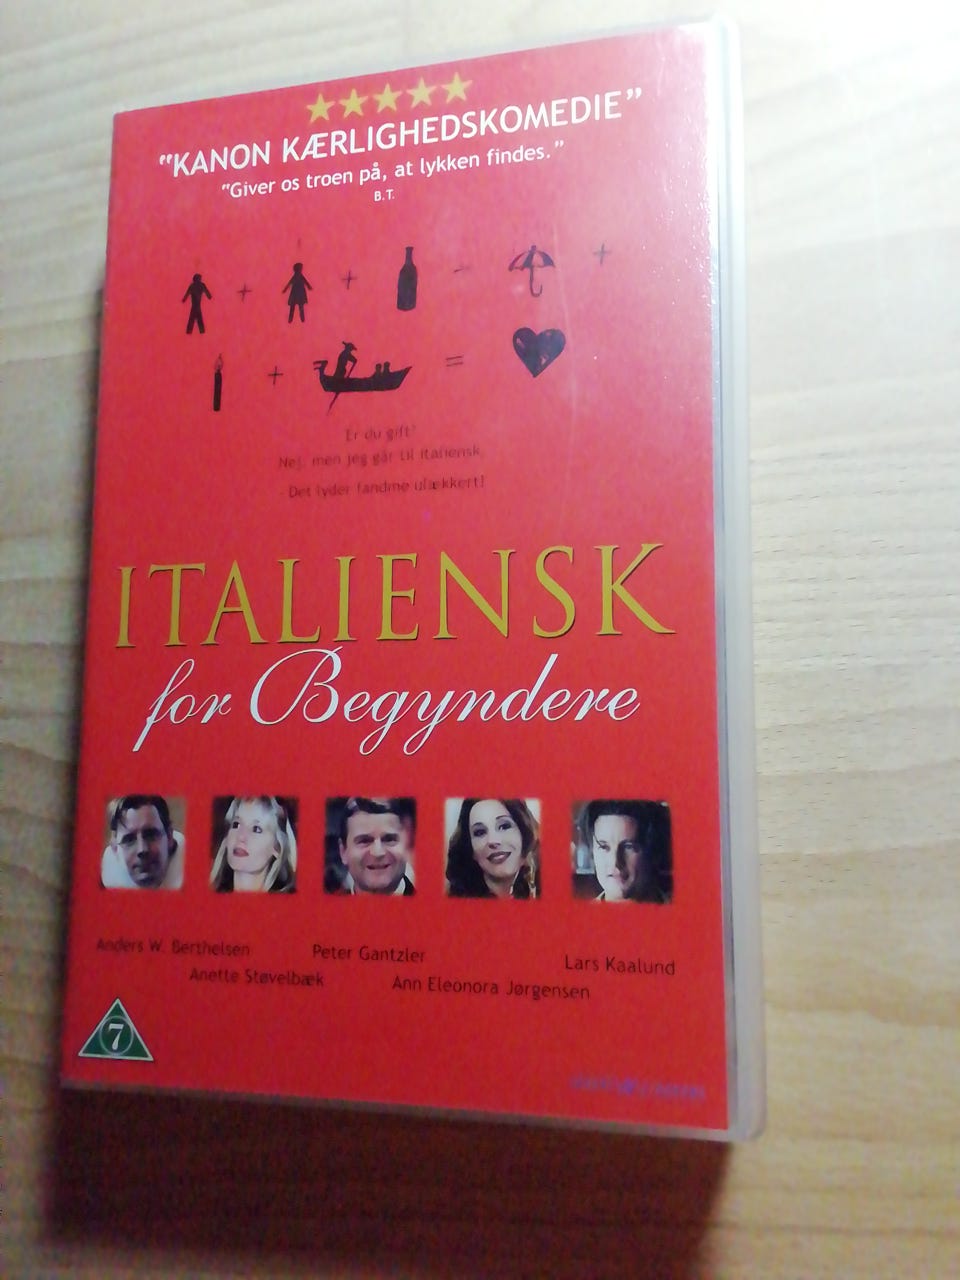 "KANON KÆRLIGHEDSKOMEDIE"
"Giver os troen på, at lykken findes."
B.T.
+ + -
+
+ =
Er du gift?
Nej, men jeg går til italiensk.
- Det lyder fandme ulækkert!
ITALIENSK
for Begyndere
Anders W. Berthelsen
Anette Støvelbæk
Peter Gantzler
Ann Eleonora Jørgensen
Lars Kaalund
7